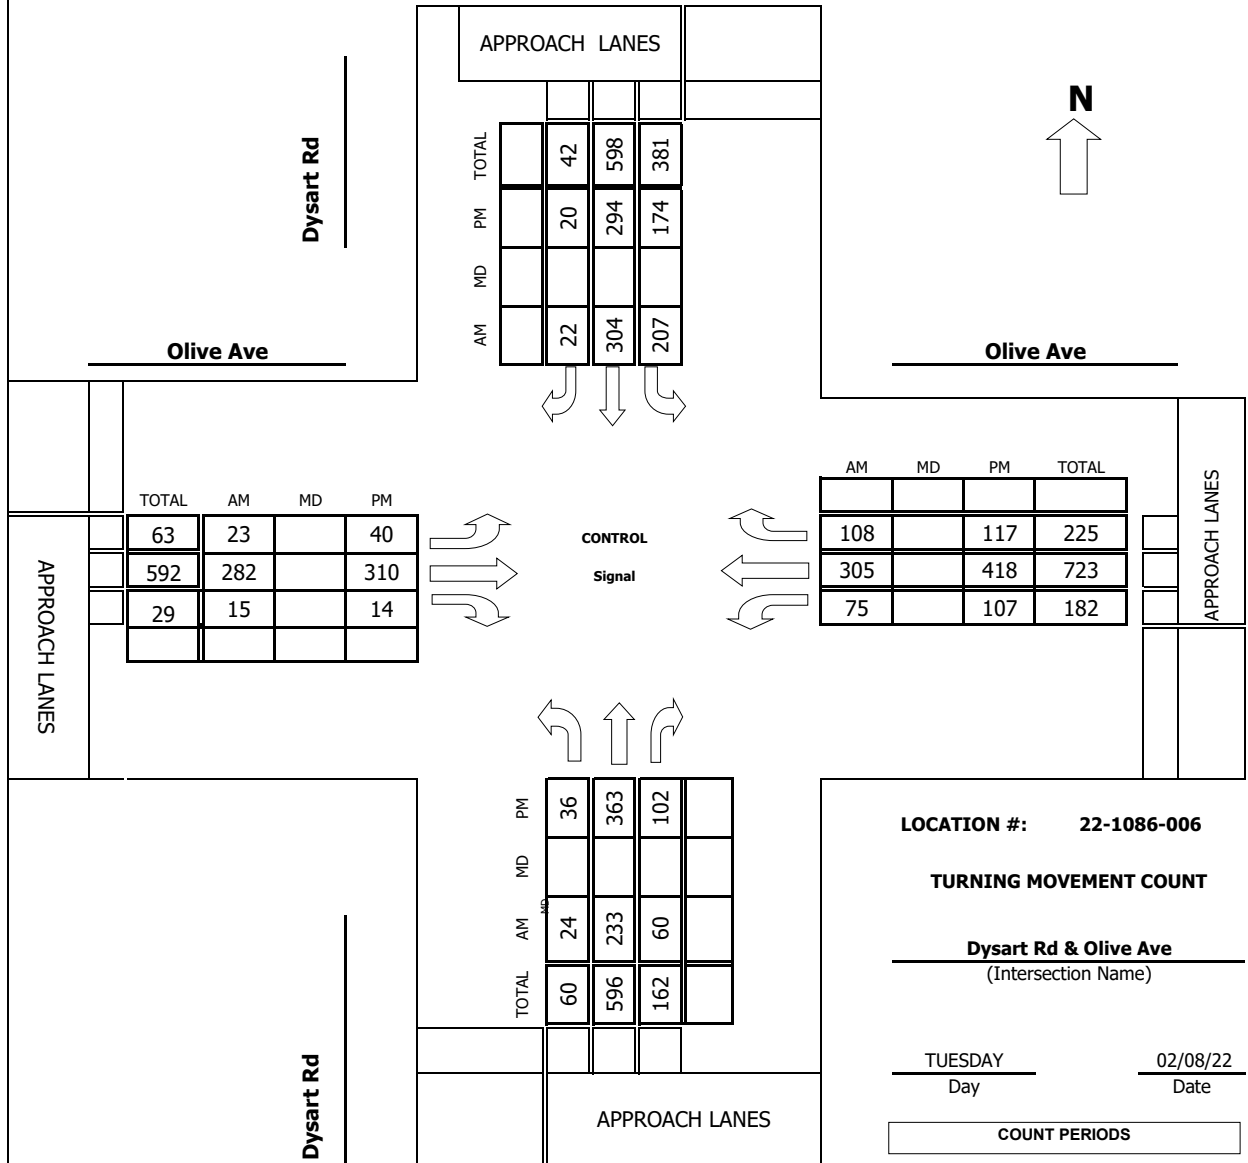 APPROACH LANES
N
Dysart Rd
TOTAL 42 598 381
PM 20 294 174
MD
AM 22 304 207
Olive Ave
Olive Ave
AM MD PM TOTAL
108 117 225
305 418 723
75 107 182
APPROACH LANES
TOTAL AM MD PM
63 23 40
592 282 310
29 15 14
APPROACH LANES
CONTROL
Signal
PM 36 363 102
MD
MD
AM 24 233 60
TOTAL 60 596 162
LOCATION #: 22-1086-006
TURNING MOVEMENT COUNT
Dysart Rd & Olive Ave
(Intersection Name)
TUESDAY 02/08/22
Day Date
Dysart Rd
APPROACH LANES
COUNT PERIODS